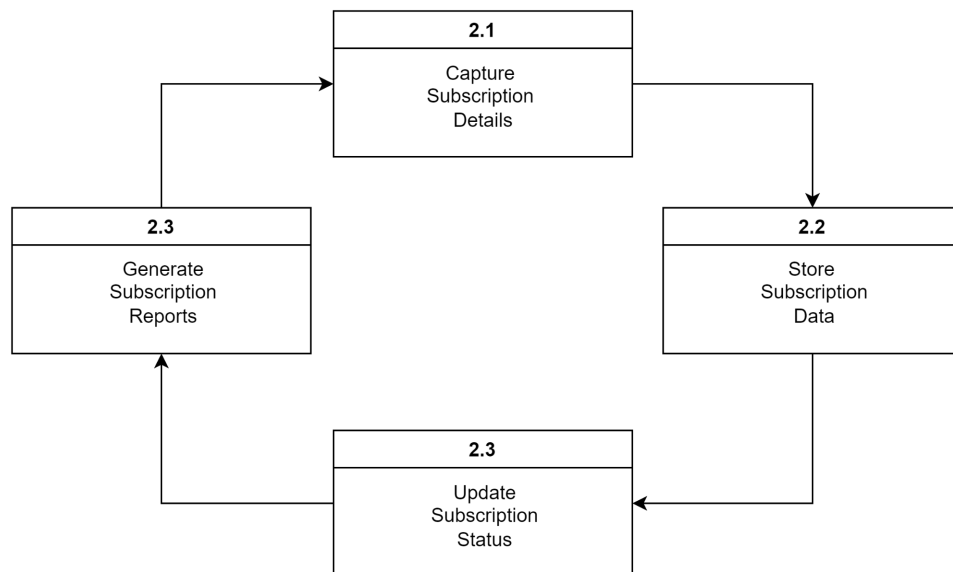 2.1
Capture
Subscription
Details
2.3
Generate
Subscription
Reports
2.2
Store
Subscription
Data
2.3
Update
Subscription
Status